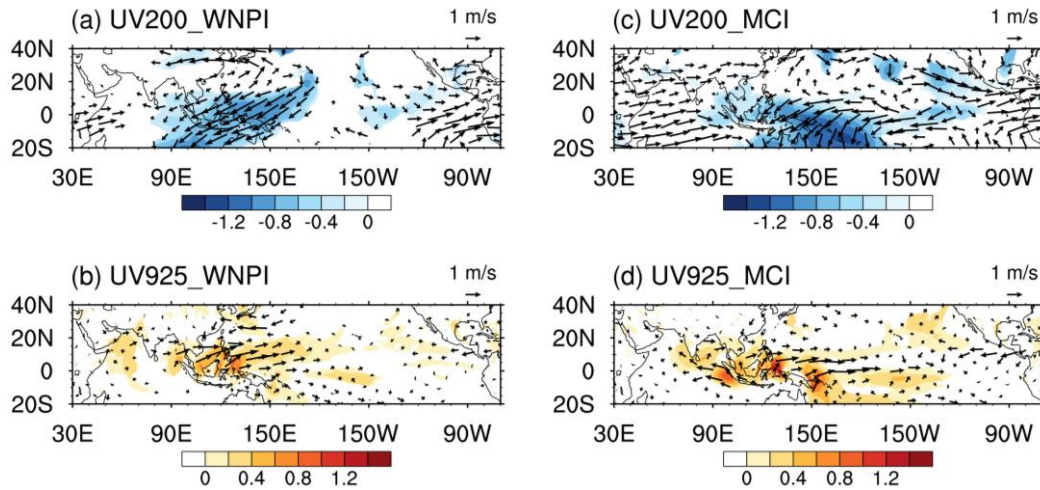 (a) UV200_WNPI 1 m/s
40N
20N
0
20S
30E 90E 150E 150W 90W
-1.2 -0.8 -0.4 0
(c) UV200_MCI 1 m/s
40N
20N
0
20S
30E 90E 150E 150W 90W
-1.2 -0.8 -0.4 0
(b) UV925_WNPI 1 m/s
40N
20N
0
20S
30E 90E 150E 150W 90W
0 0.4 0.8 1.2
(d) UV925_MCI 1 m/s
40N
20N
0
20S
30E 90E 150E 150W 90W
0 0.4 0.8 1.2